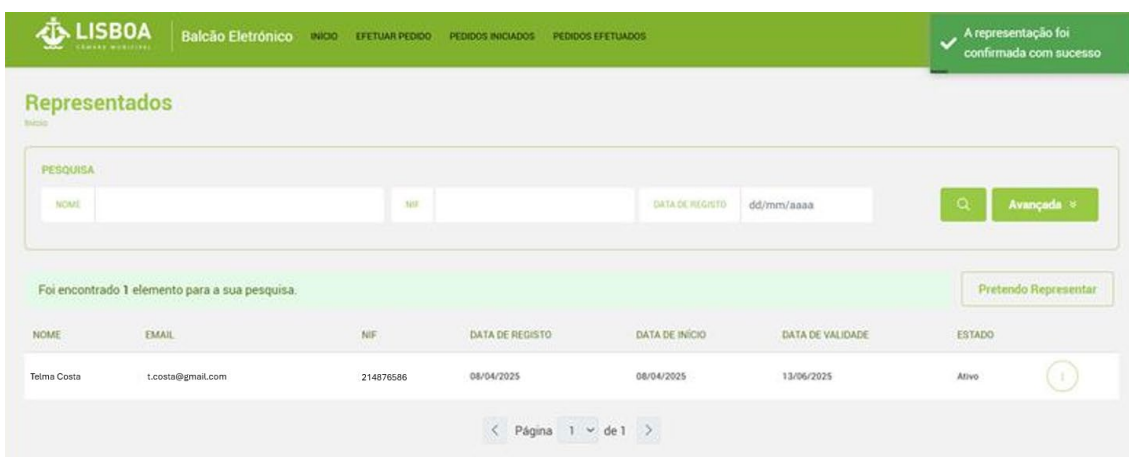 LISBOA
CÂMARA MUNICIPAL
Balcão Eletrónico
INÍCIO EFETUAR PEDIDO PEDIDOS INICIADOS PEDIDOS EFETUADOS
A representação foi
confirmada com sucesso
Representados
Início
PESQUISA
NOME NIF DATA DE REGISTO dd/mm/aaaa Avançada
Foi encontrado 1 elemento para a sua pesquisa. Pretendo Representar
NOME EMAIL NIF DATA DE REGISTO DATA DE INÍCIO DATA DE VALIDADE ESTADO
Telma Costa t.costa@gmail.com 214876586 08/04/2025 08/04/2025 13/06/2025 Ativo
Página 1 de 1